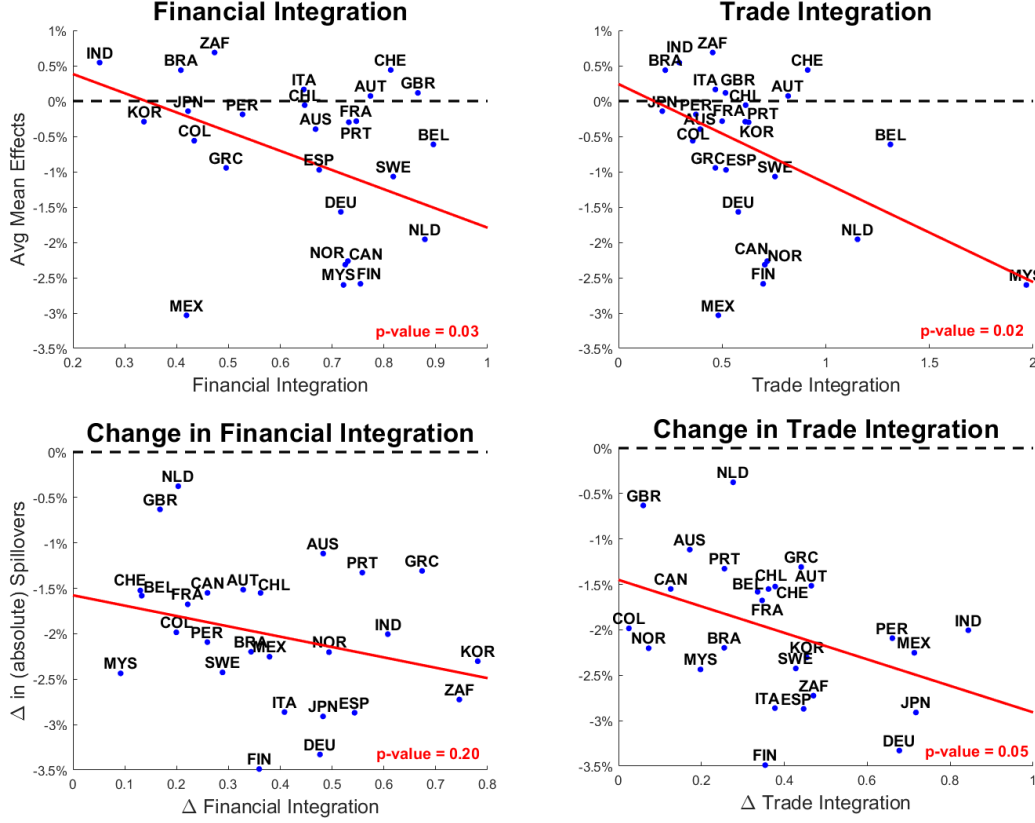 Financial Integration
1%
0.5%
0%
-0.5%
-1%
-1.5%
-2%
-2.5%
-3%
-3.5%
Avg Mean Effects
IND
ZAF
BRA
CHE
ITA
AUT
GBR
CHL
JPN
KOR
PER
FRA
AUS
PRT
COL
BEL
GRC
ESP
SWE
DEU
NLD
NOR
CAN
MYS
FIN
MEX
p-value = 0.03
0.2 0.3 0.4 0.5 0.6 0.7 0.8 0.9 1
Financial Integration
Trade Integration
1%
0.5%
0%
-0.5%
-1%
-1.5%
-2%
-2.5%
-3%
-3.5%
IND
ZAF
BRA
CHE
ITA
GBR
AUT
CHL
JPN
PER
FRA
PRT
AUS
KOR
COL
BEL
GRC
ESP
SWE
DEU
NLD
CAN
NOR
FIN
MYS
MEX
p-value = 0.02
0 0.5 1 1.5 2
Trade Integration
Change in Financial Integration
0%
-0.5%
-1%
-1.5%
-2%
-2.5%
-3%
-3.5%
Δ in (absolute) Spillovers
NLD
GBR
AUS
PRT
GRC
CHE
BEL
CAN
AUT
CHL
FRA
COL
PER
IND
BRA
MEX
NOR
KOR
MYS
SWE
ZAF
ITA
JPN
ESP
DEU
FIN
p-value = 0.20
0 0.1 0.2 0.3 0.4 0.5 0.6 0.7 0.8
Δ Financial Integration
Change in Trade Integration
0%
-0.5%
-1%
-1.5%
-2%
-2.5%
-3%
-3.5%
NLD
GBR
AUS
PRT
GRC
CAN
BEL
CHL
AUT
CHE
FRA
COL
NOR
BRA
PER
IND
MEX
KOR
MYS
SWE
ITA
ESP
ZAF
JPN
DEU
FIN
p-value = 0.05
0 0.2 0.4 0.6 0.8 1
Δ Trade Integration